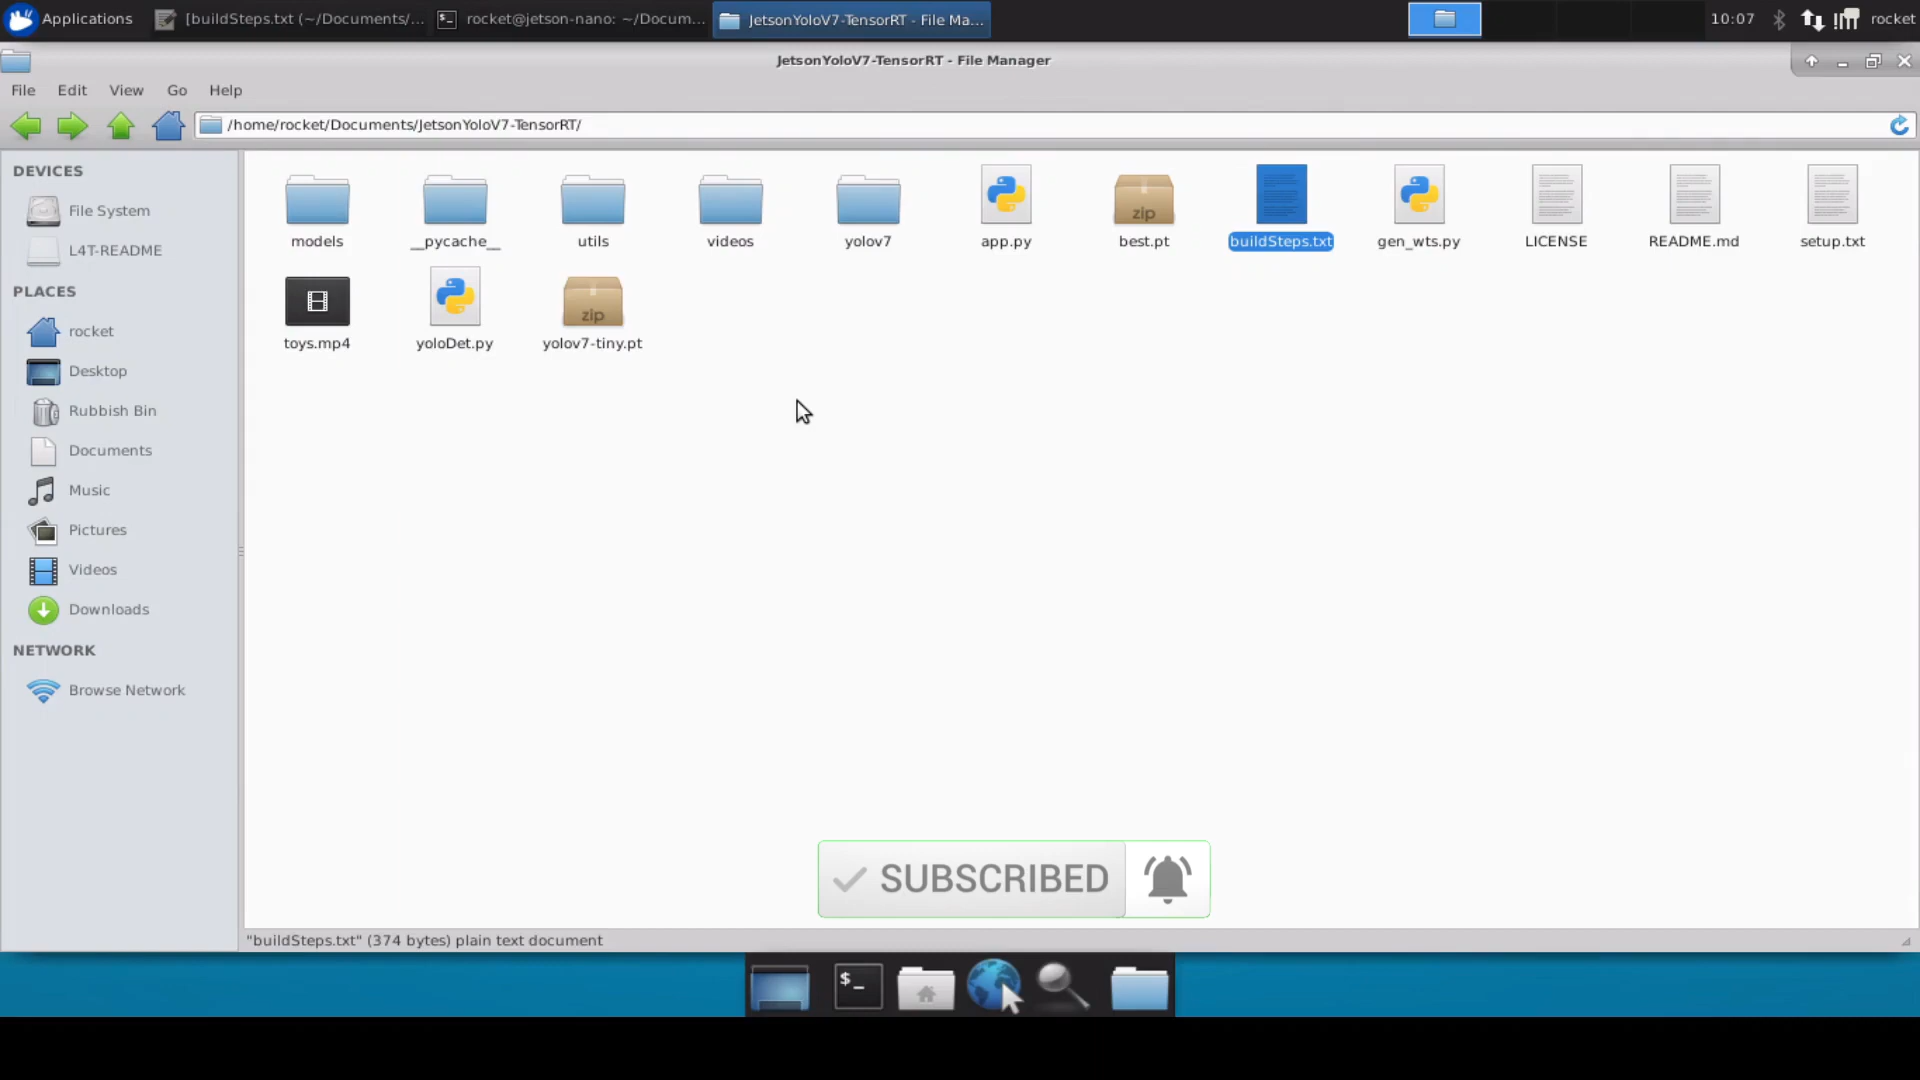 Applications
[buildSteps.txt (~/Documents/...
rocket@jetson-nano: ~/Docum...
JetsonYoloV7-TensorRT - File Ma...
10:07
rocket
JetsonYoloV7-TensorRT - File Manager
File Edit View Go Help
/home/rocket/Documents/JetsonYoloV7-TensorRT/
DEVICES
File System
L4T-README
PLACES
rocket
Desktop
Rubbish Bin
Documents
Music
Pictures
Videos
Downloads
NETWORK
Browse Network
models
__pycache__
utils
videos
yolov7
app.py
zip
best.pt
buildSteps.txt
gen_wts.py
LICENSE
README.md
setup.txt
toys.mp4
yoloDet.py
zip
yolov7-tiny.pt
SUBSCRIBED
"buildSteps.txt" (374 bytes) plain text document
$_